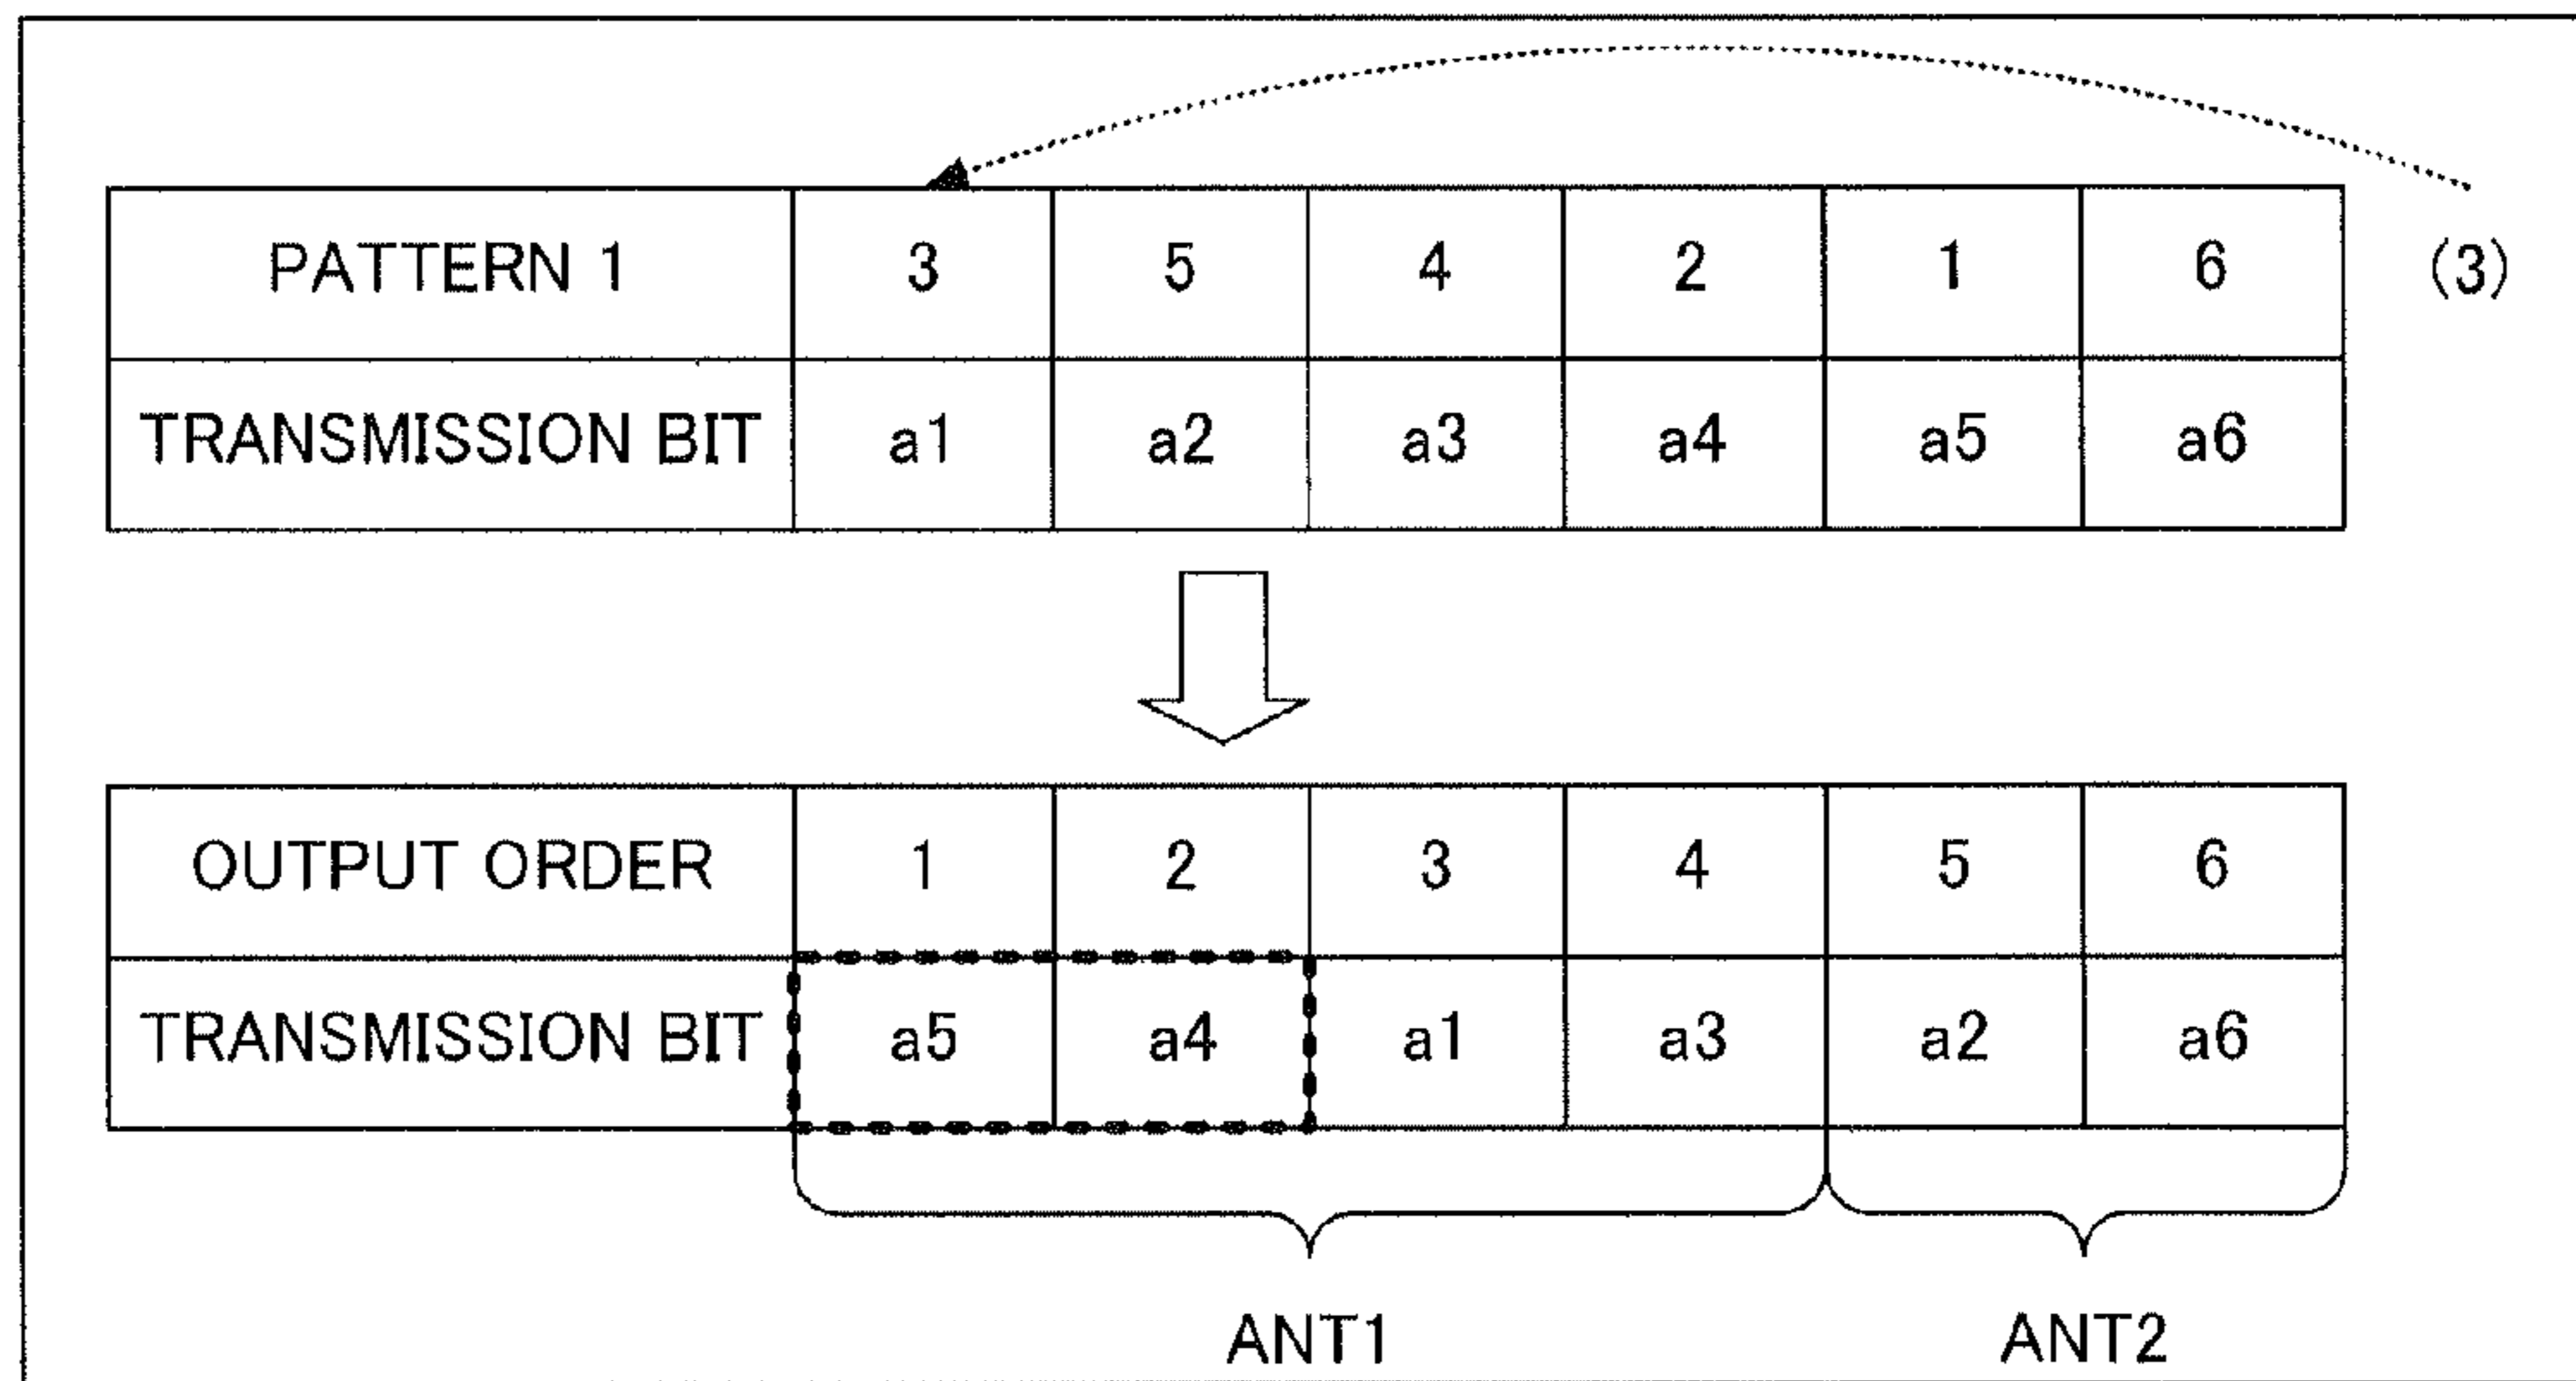 PATTERN 1 3 5 4 2 1 6 (3)
TRANSMISSION BIT a1 a2 a3 a4 a5 a6
OUTPUT ORDER 1 2 3 4 5 6
TRANSMISSION BIT a5 a4 a1 a3 a2 a6
ANT1 ANT2